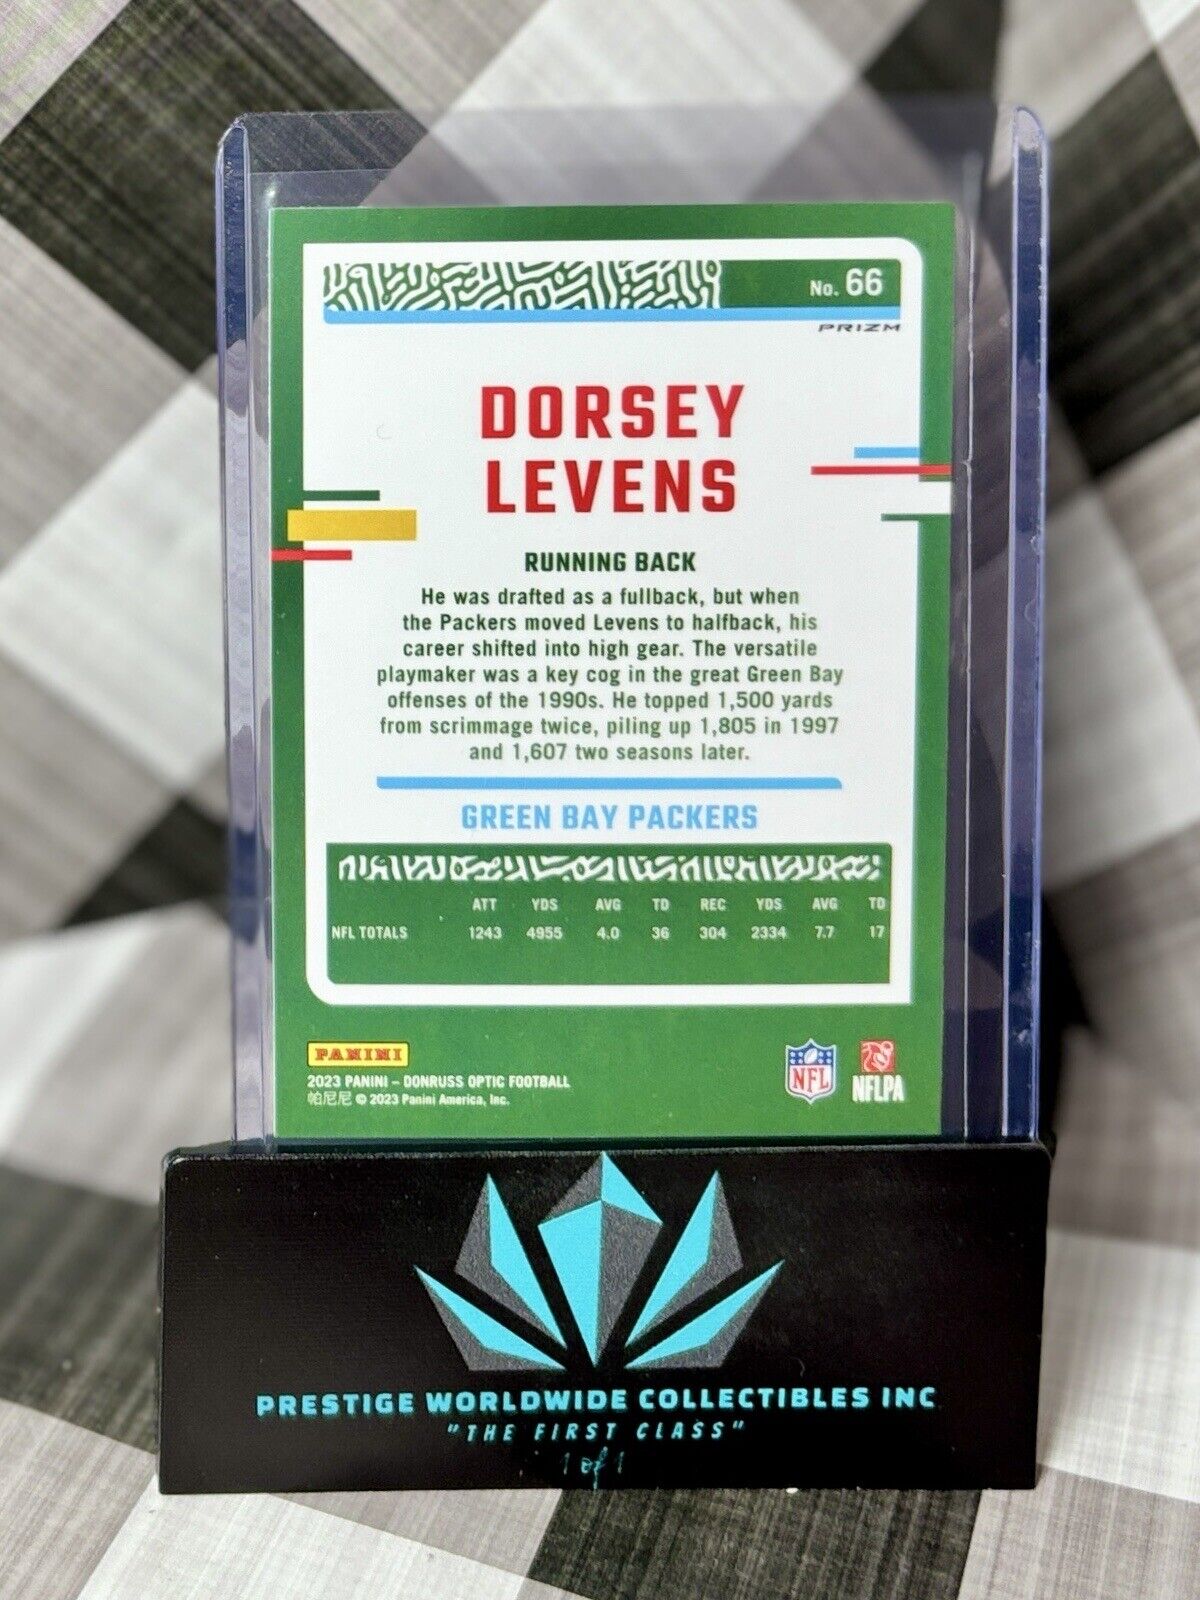 No. 66
PRIZM
DORSEY
LEVENS
RUNNING BACK
He was drafted as a fullback, but when
the Packers moved Levens to halfback, his
career shifted into high gear. The versatile
playmaker was a key cog in the great Green Bay
offenses of the 1990s. He topped 1,500 yards
from scrimmage twice, piling up 1,805 in 1997
and 1,607 two seasons later.
GREEN BAY PACKERS
ATT YDS AVG TD REC YDS AVG TD
NFL TOTALS 1243 4955 4.0 36 304 2334 7.7 17
PANINI
2023 PANINI – DONRUSS OPTIC FOOTBALL
帕尼尼 © 2023 Panini America, Inc.
NFL
NFLPA
PRESTIGE WORLDWIDE COLLECTIBLES INC
"THE FIRST CLASS"
1 of 1